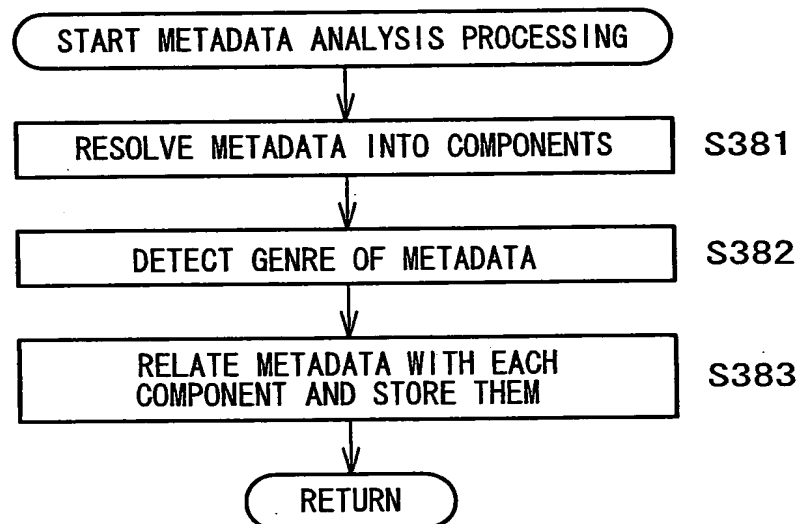 START METADATA ANALYSIS PROCESSING
RESOLVE METADATA INTO COMPONENTS S381
DETECT GENRE OF METADATA S382
RELATE METADATA WITH EACH
COMPONENT AND STORE THEM S383
RETURN